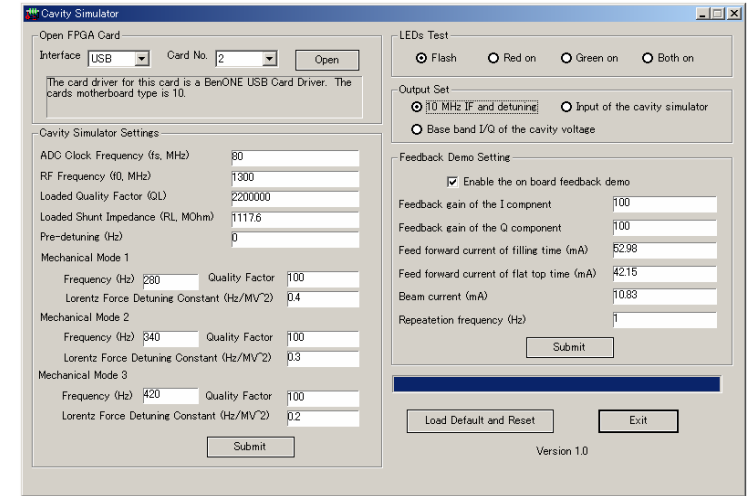 Cavity Simulator
Open FPGA Card
Interface USB Card No. 2 Open
The card driver for this card is a BenONE USB Card Driver. The
cards motherboard type is 10.
Cavity Simulator Settings
ADC Clock Frequency (fs, MHz) 80
RF Frequency (f0, MHz) 1300
Loaded Quality Factor (QL) 2200000
Loaded Shunt Impedance (RL, MOhm) 1117.6
Pre-detuning (Hz) 0
Mechanical Mode 1
Frequency (Hz) 280 Quality Factor 100
Lorentz Force Detuning Constant (Hz/MV^2) 0.4
Mechanical Mode 2
Frequency (Hz) 340 Quality Factor 100
Lorentz Force Detuning Constant (Hz/MV^2) 0.3
Mechanical Mode 3
Frequency (Hz) 420 Quality Factor 100
Lorentz Force Detuning Constant (Hz/MV^2) 0.2
Submit
LEDs Test
Flash Red on Green on Both on
Output Set
10 MHz IF and detuning Input of the cavity simulator
Base band I/Q of the cavity voltage
Feedback Demo Setting
Enable the on board feedback demo
Feedback gain of the I compnent 100
Feedback gain of the Q component 100
Feed forward current of filling time (mA) 52.98
Feed forward current of flat top time (mA) 42.15
Beam current (mA) 10.83
Repeatetion frequency (Hz) 1
Submit
Load Default and Reset Exit
Version 1.0